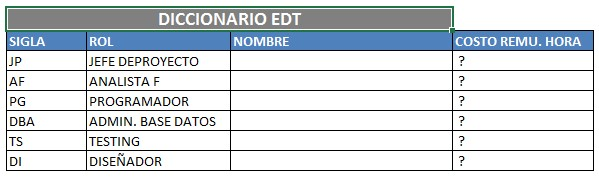 DICCIONARIO EDT
SIGLA ROL NOMBRE COSTO REMU. HORA
JP JEFE DEPROYECTO ?
AF ANALISTA F ?
PG PROGRAMADOR ?
DBA ADMIN. BASE DATOS ?
TS TESTING ?
DI DISEÑADOR ?